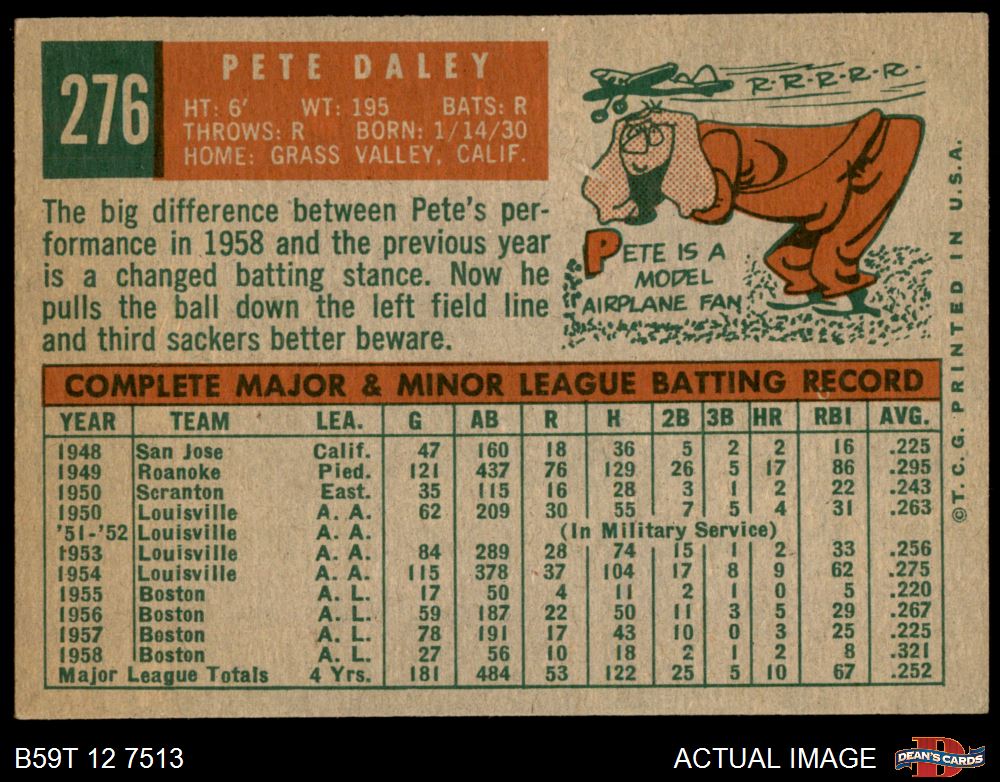 276
PETE DALEY
HT: 6' WT: 195 BATS: R
THROWS: R BORN: 1/14/30
HOME: GRASS VALLEY, CALIF.
The big difference between Pete's per-
formance in 1958 and the previous year
is a changed batting stance. Now he
pulls the ball down the left field line
and third sackers better beware.
R-R-R-R-R-
PETE IS A
MODEL
AIRPLANE FAN
COMPLETE MAJOR & MINOR LEAGUE BATTING RECORD
YEAR TEAM LEA. G AB R H 2B 3B HR RBI AVG.
1948 San Jose Calif. 47 160 18 36 5 2 2 16 .225
1949 Roanoke Pied. 121 437 76 129 26 5 17 86 .295
1950 Scranton East. 35 115 16 28 3 1 2 22 .243
1950 Louisville A. A. 62 209 30 55 7 5 4 31 .263
'51-'52 Louisville A. A. (In Military Service)
1953 Louisville A. A. 84 289 28 74 15 1 2 33 .256
1954 Louisville A. A. 115 378 37 104 17 8 9 62 .275
1955 Boston A. L. 17 50 4 11 2 1 0 5 .220
1956 Boston A. L. 59 187 22 50 11 3 5 29 .267
1957 Boston A. L. 78 191 17 43 10 0 3 25 .225
1958 Boston A. L. 27 56 10 18 2 1 2 8 .321
Major League Totals 4 Yrs. 181 484 53 122 25 5 10 67 .252
©T. C. G. PRINTED IN U.S.A.
B59T 12 7513
ACTUAL IMAGE
D
DEAN'S CARDS